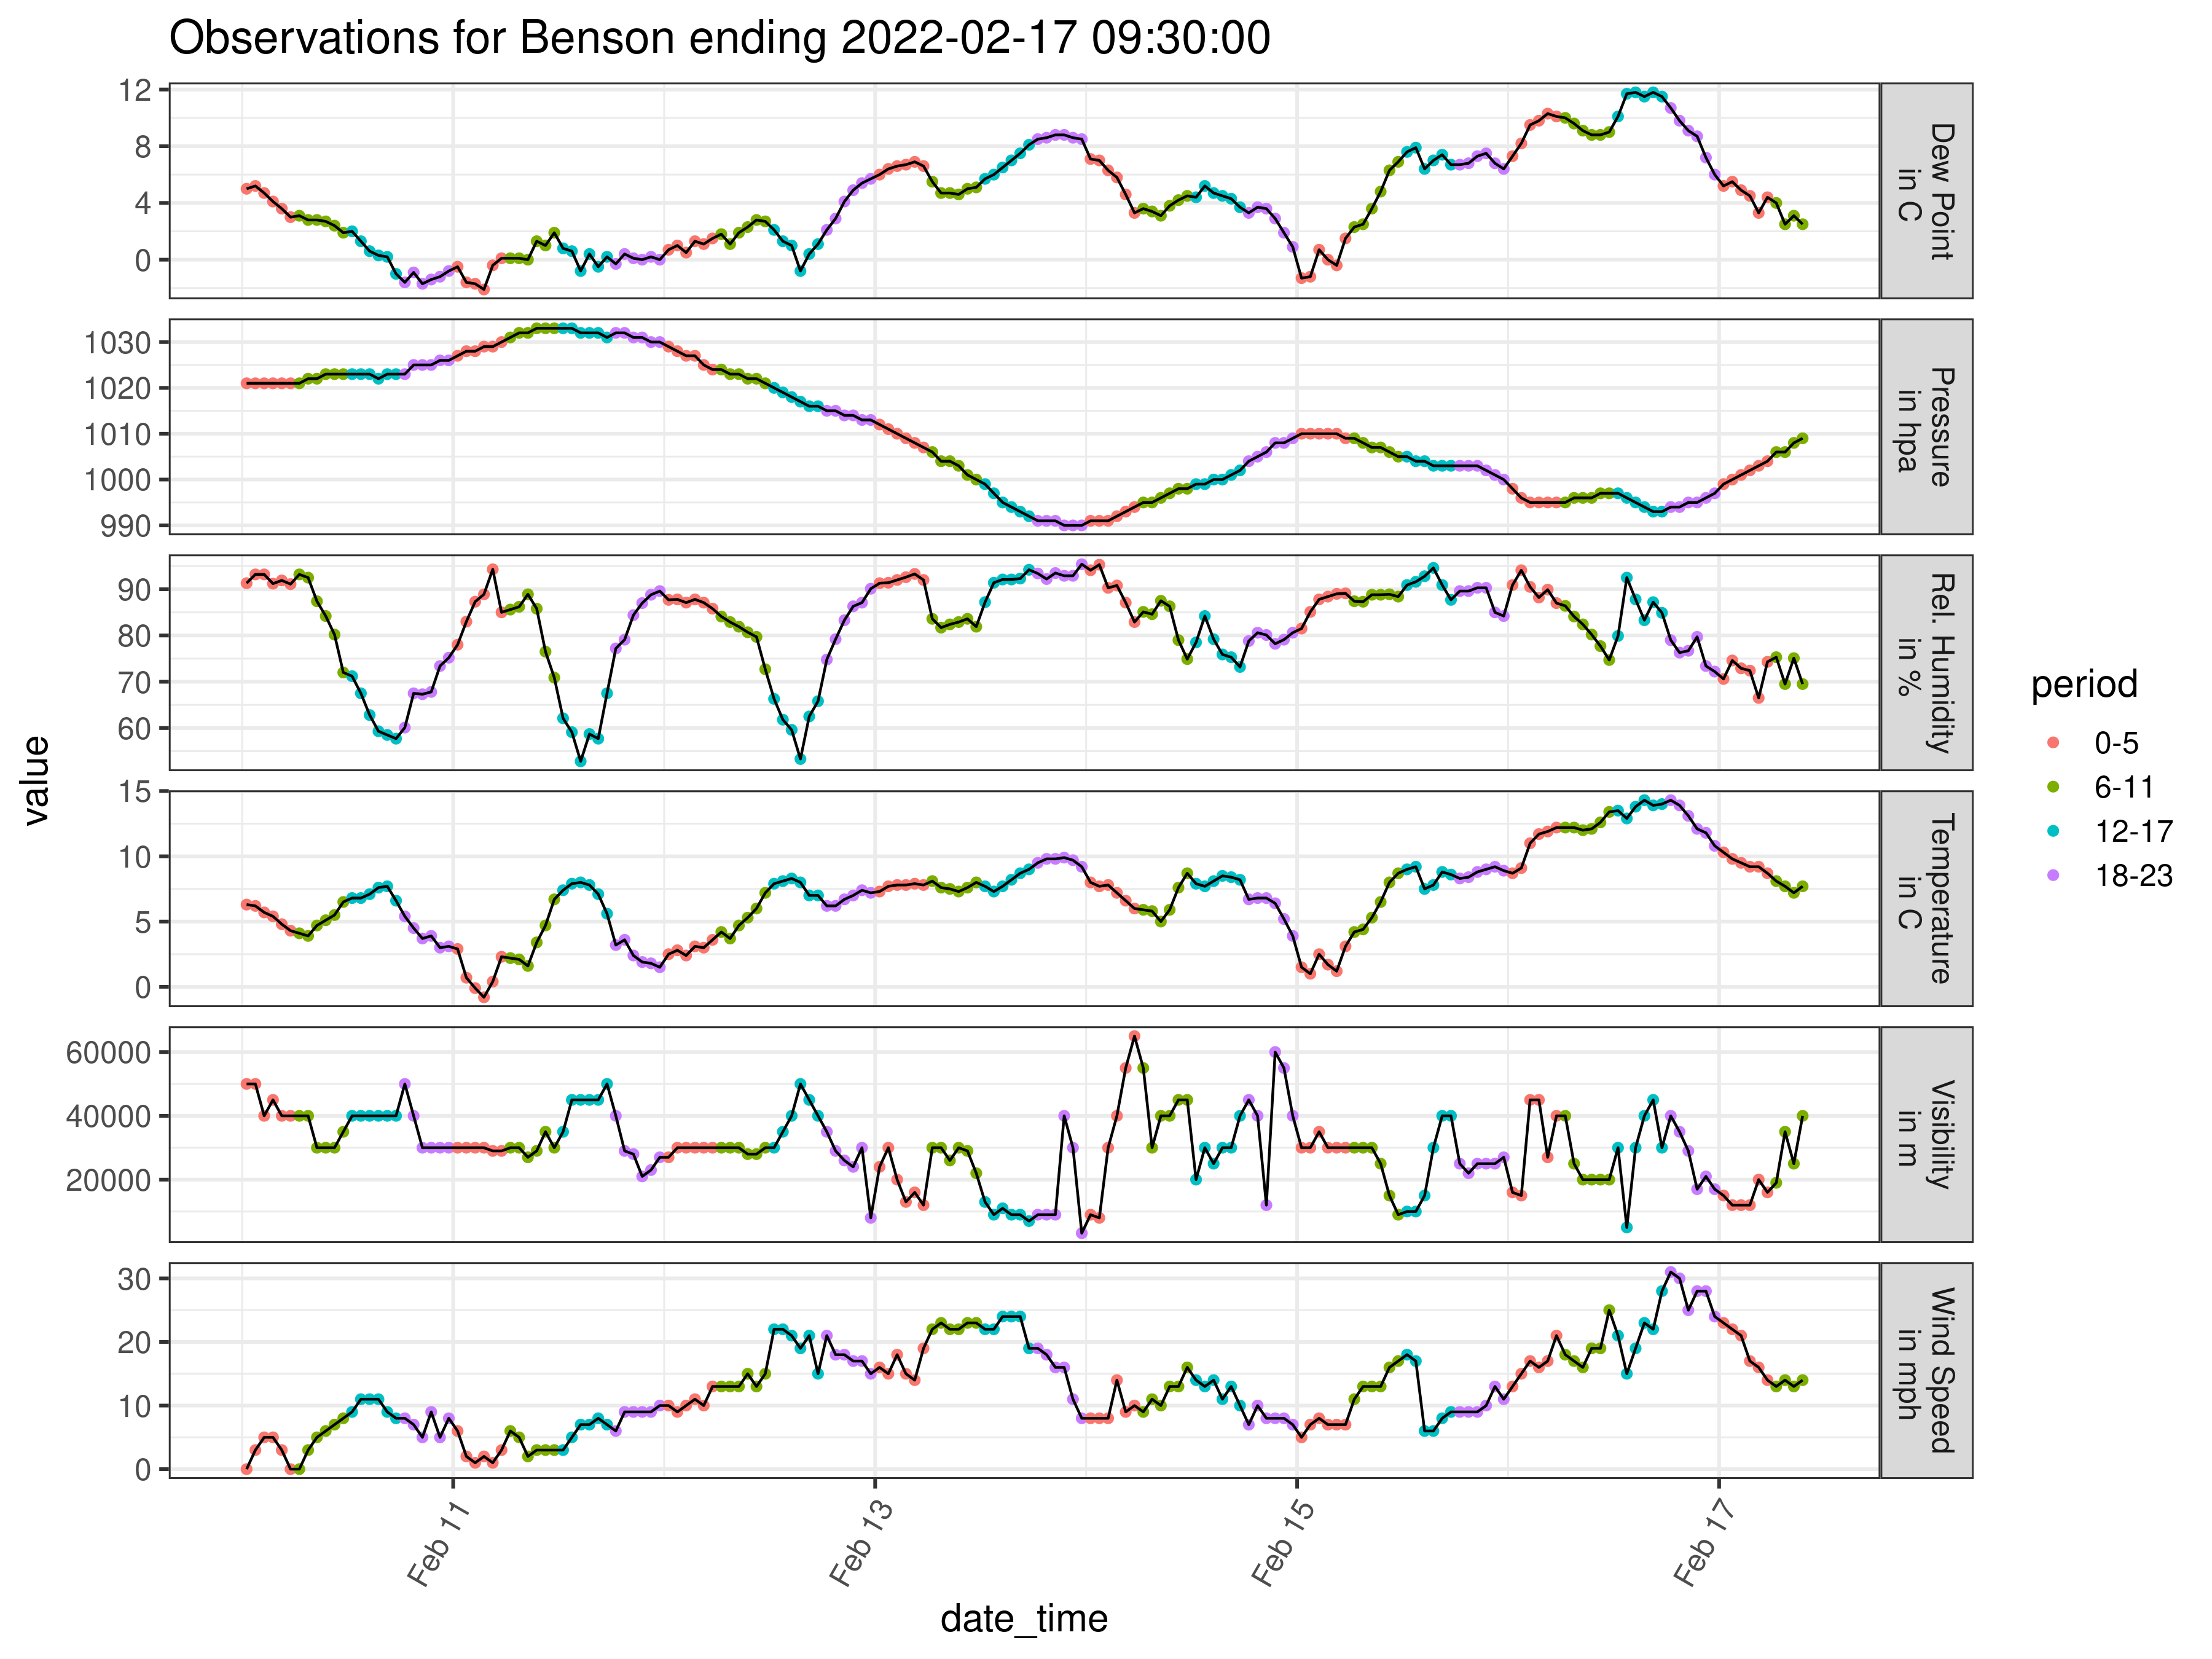 Observations for Benson ending 2022-02-17 09:30:00
value
12
8
4
0
Dew Point
in C
1030
1020
1010
1000
990
Pressure
in hpa
90
80
70
60
Rel. Humidity
in %
15
10
5
0
Temperature
in C
60000
40000
20000
Visibility
in m
30
20
10
0
Wind Speed
in mph
Feb 11
Feb 13
Feb 15
Feb 17
date_time
period
0-5
6-11
12-17
18-23